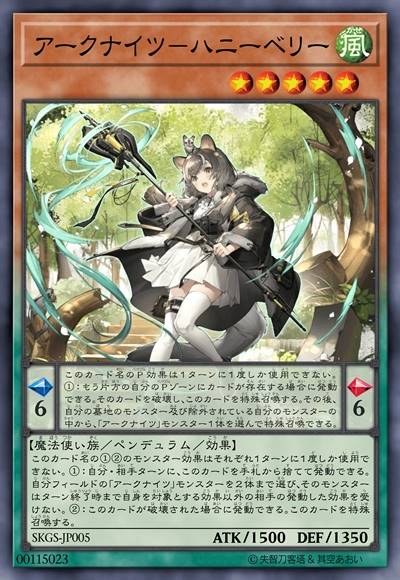 アークナイツーハニーベリー
風
かぜ
このカード名のP効果は1ターンに1度しか使用できない。
①：もう片方の自分のPゾーンにカードが存在する場合に発動
できる。そのカードを破壊し、このカードを特殊召喚する。その後、
自分の墓地のモンスター及び除外されている自分のモンスターの
中から、「アークナイツ」モンスター1体を選んで特殊召喚できる。
6
6
【魔法使い族／ペンデュラム／効果】
このカード名の①②のモンスター効果はそれぞれ1ターンに1度しか使用で
きない。①：自分・相手ターンに、このカードを手札から捨てて発動できる。
自分フィールドの「アークナイツ」モンスターを2体まで選び、そのモンスタ
ーはターン終了時まで自身を対象とする効果以外の相手の発動した効果を受
けない。②：このカードが破壊された場合に発動できる。このカードを特殊
召喚する。
SKGS-JP005
ATK/1500
DEF/1350
00115023
©失智刀客塔 & 其空あおい